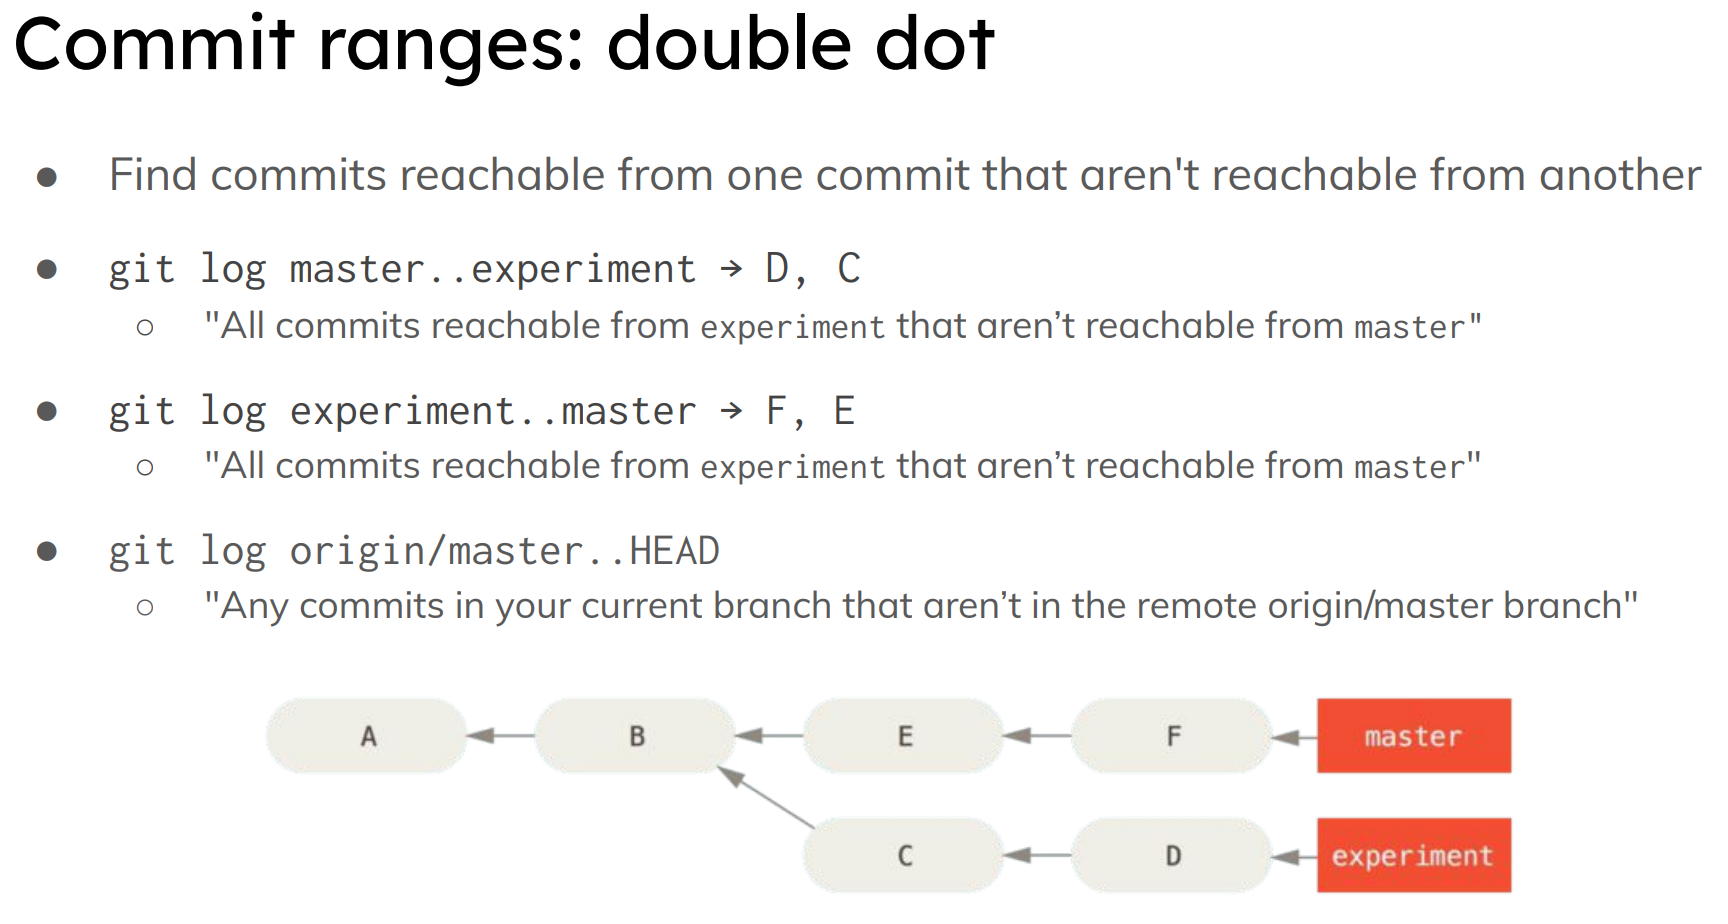 Commit ranges: double dot
● Find commits reachable from one commit that aren't reachable from another
● git log master..experiment → D, C
○ "All commits reachable from experiment that aren’t reachable from master"
● git log experiment..master → F, E
○ "All commits reachable from experiment that aren’t reachable from master"
● git log origin/master..HEAD
○ "Any commits in your current branch that aren’t in the remote origin/master branch"
A B E F master
C D experiment